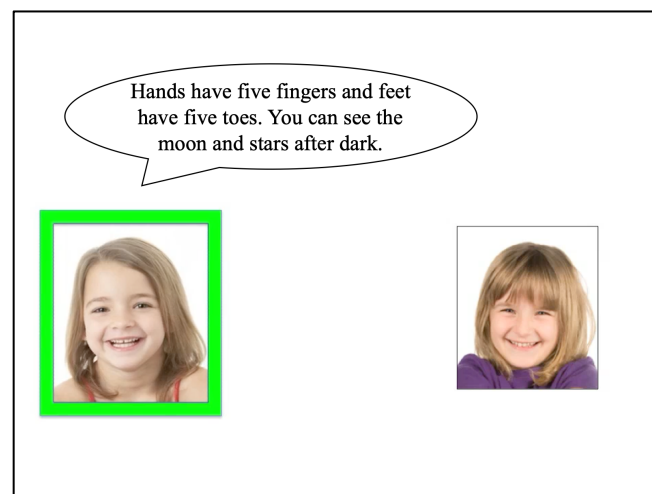 Hands have five fingers and feet
have five toes. You can see the
moon and stars after dark.